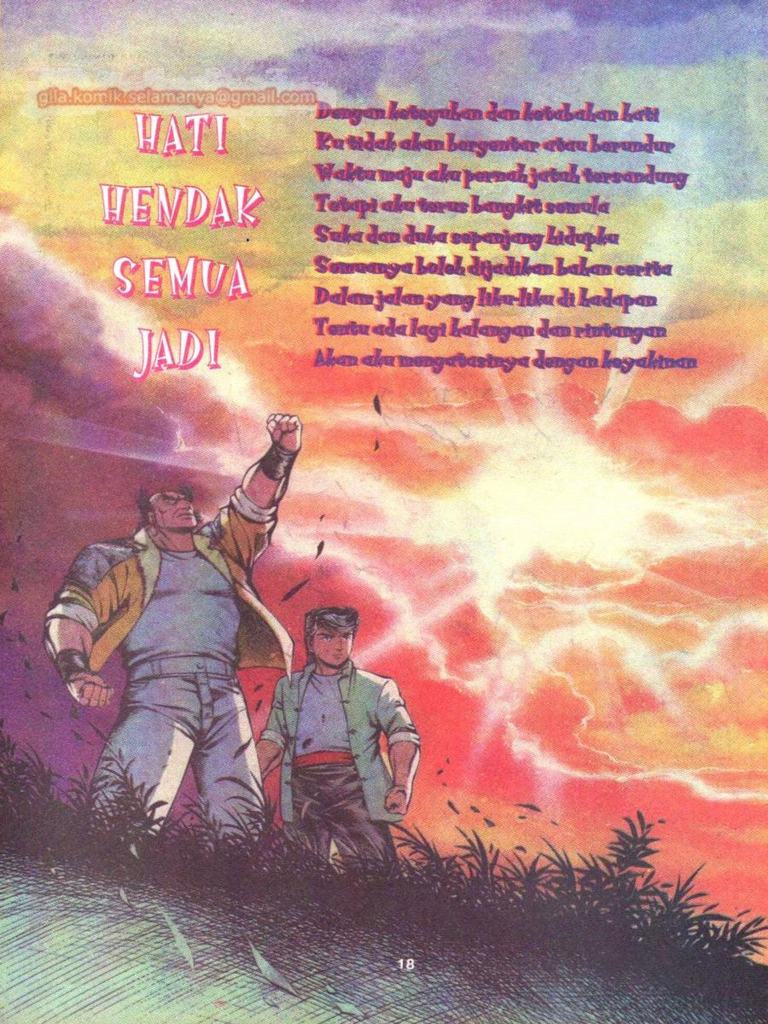 gila.komik.selamanya@gmail.com
HATI
HENDAK
SEMUA
JADI
Dengan keteguhan dan ketabahan hati
Ku tidak akan bergentar atau berundur
Waktu maju aku pernah jatuh tersandung
Tetapi aku terus bangkit semula
Suka dan duka sepanjang hidupku
Semuanya boleh dijadikan bahan cerita
Dalam jalan yang liku-liku di hadapan
Tentu ada lagi halangan dan rintangan
Akan aku mengatasinya dengan keyakinan
18